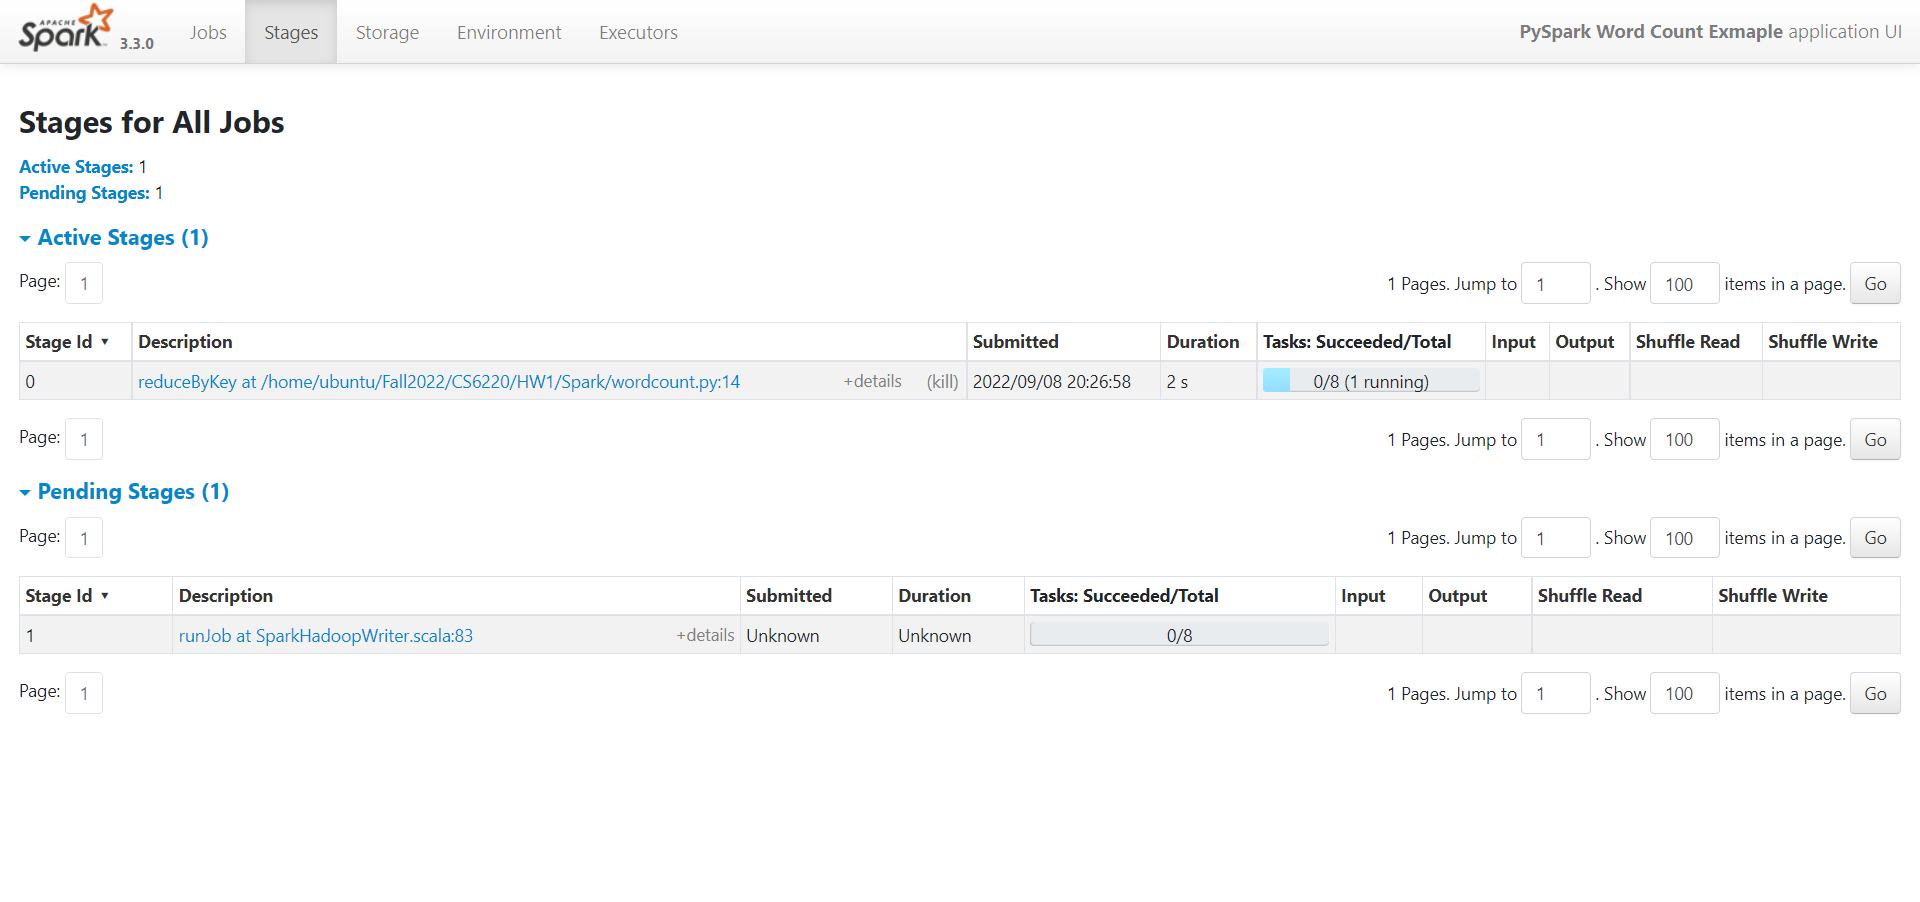 APACHE Spark 3.3.0 Jobs Stages Storage Environment Executors PySpark Word Count Exmaple application UI
Stages for All Jobs
Active Stages: 1
Pending Stages: 1
Active Stages (1)
Page: 1 1 Pages. Jump to 1 . Show 100 items in a page. Go
Stage Id ▾ Description Submitted Duration Tasks: Succeeded/Total Input Output Shuffle Read Shuffle Write
0 reduceByKey at /home/ubuntu/Fall2022/CS6220/HW1/Spark/wordcount.py:14 +details (kill) 2022/09/08 20:26:58 2 s 0/8 (1 running)
Page: 1 1 Pages. Jump to 1 . Show 100 items in a page. Go
Pending Stages (1)
Page: 1 1 Pages. Jump to 1 . Show 100 items in a page. Go
Stage Id ▾ Description Submitted Duration Tasks: Succeeded/Total Input Output Shuffle Read Shuffle Write
1 runJob at SparkHadoopWriter.scala:83 +details Unknown Unknown 0/8
Page: 1 1 Pages. Jump to 1 . Show 100 items in a page. Go